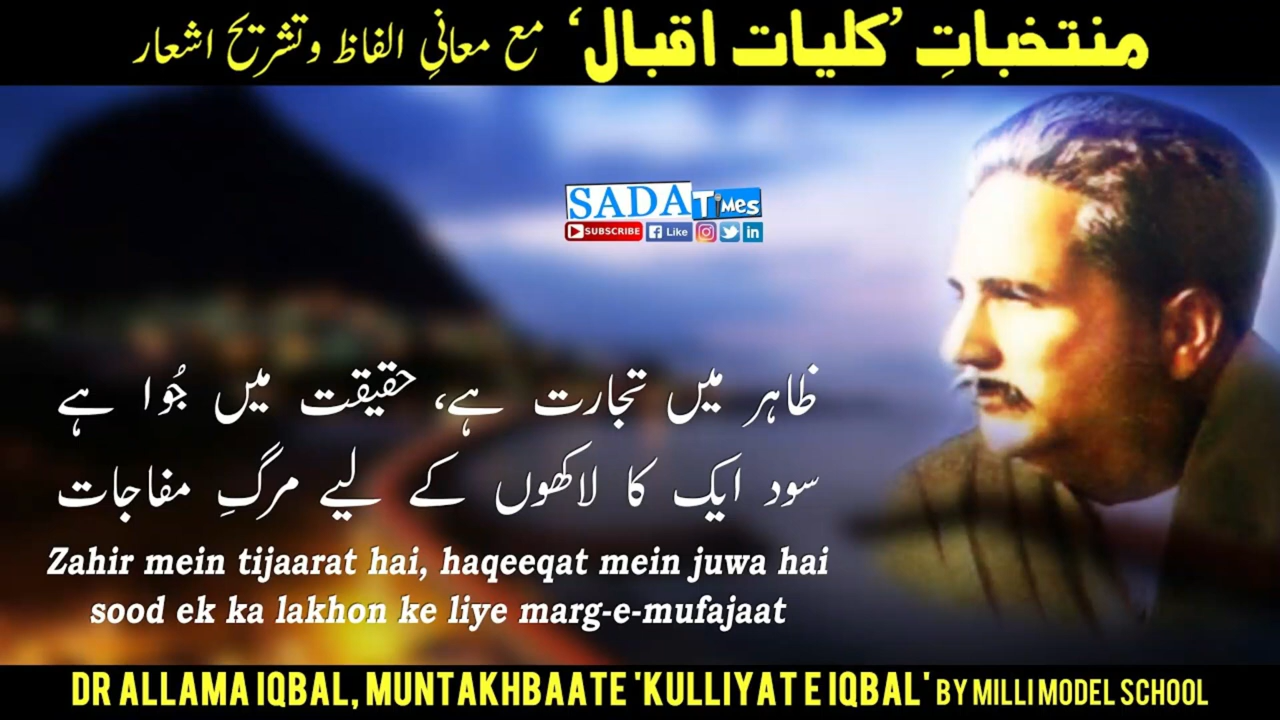 منتخباتِ ’کلیات اقبال‘ مع معانیِ الفاظ و تشریح اشعار
SADA TIMES
SUBSCRIBE Like in
ظاہر میں تجارت ہے، حقیقت میں جُوا ہے
سود ایک کا لاکھوں کے لیے مرگِ مفاجات
Zahir mein tijaarat hai, haqeeqat mein juwa hai
sood ek ka lakhon ke liye marg-e-mufajaat
DR ALLAMA IQBAL, MUNTAKHBAATE 'KULLIYAT E IQBAL' BY MILLI MODEL SCHOOL